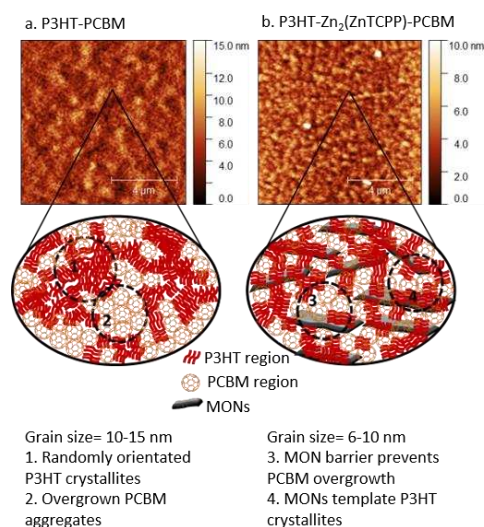 a. P3HT-PCBM
b. P3HT-Zn2(ZnTCPP)-PCBM
15.0 nm
12.0
8.0
6.0
4.0
2.0
0.0
4 µm
10.0 nm
8.0
6.0
4.0
2.0
0.0
4 µm
1
2
3
4
P3HT region
PCBM region
MONs
Grain size= 10-15 nm
1. Randomly orientated
P3HT crystallites
2. Overgrown PCBM
aggregates
Grain size= 6-10 nm
3. MON barrier prevents
PCBM overgrowth
4. MONs template P3HT
crystallites